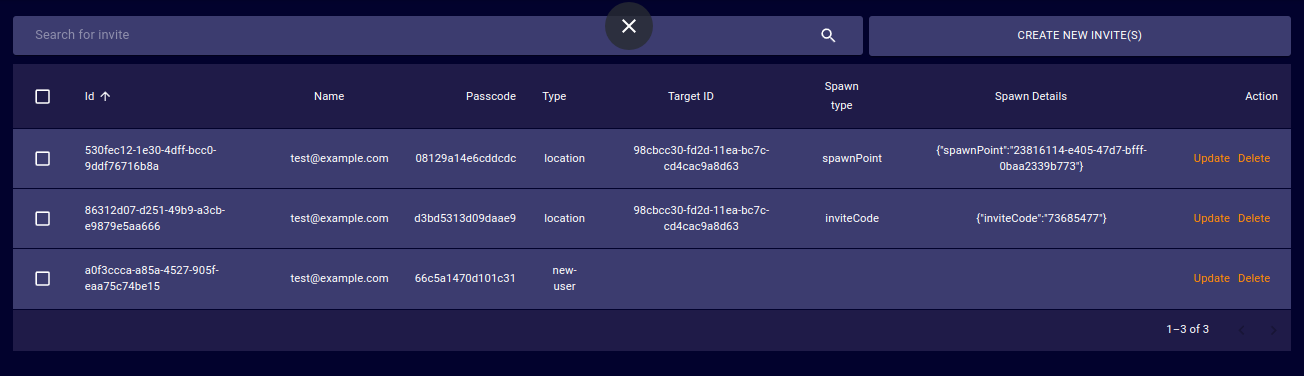 Search for invite
CREATE NEW INVITE(S)
Id Name Passcode Type Target ID Spawn type Spawn Details Action
530fec12-1e30-4dff-bcc0-
9ddf76716b8a
test@example.com
08129a14e6cddcdc
location
98cbcc30-fd2d-11ea-bc7c-
cd4cac9a8d63
spawnPoint
{"spawnPoint":"23816114-e405-47d7-bfff-
0baa2339b773"}
Update Delete
86312d07-d251-49b9-a3cb-
e9879e5aa666
test@example.com
d3bd5313d09daae9
location
98cbcc30-fd2d-11ea-bc7c-
cd4cac9a8d63
inviteCode
{"inviteCode":"73685477"}
Update Delete
a0f3ccca-a85a-4527-905f-
eaa75c74be15
test@example.com
66c5a1470d101c31
new-
user
Update Delete
1–3 of 3